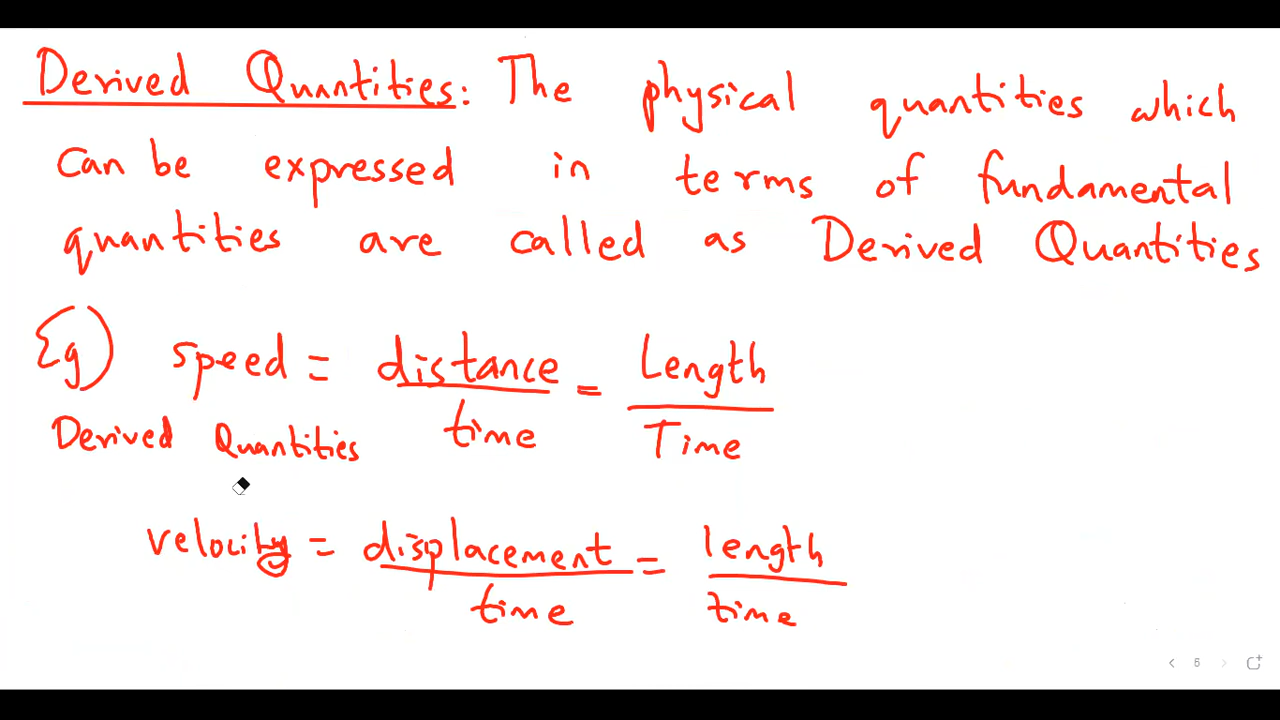 Derived Quantities: The physical quantities which
can be expressed in terms of fundamental
quantities are called as Derived Quantities
Eg) speed = distance/time = Length/Time
Derived Quantities
velocity = displacement/time = length/time
5